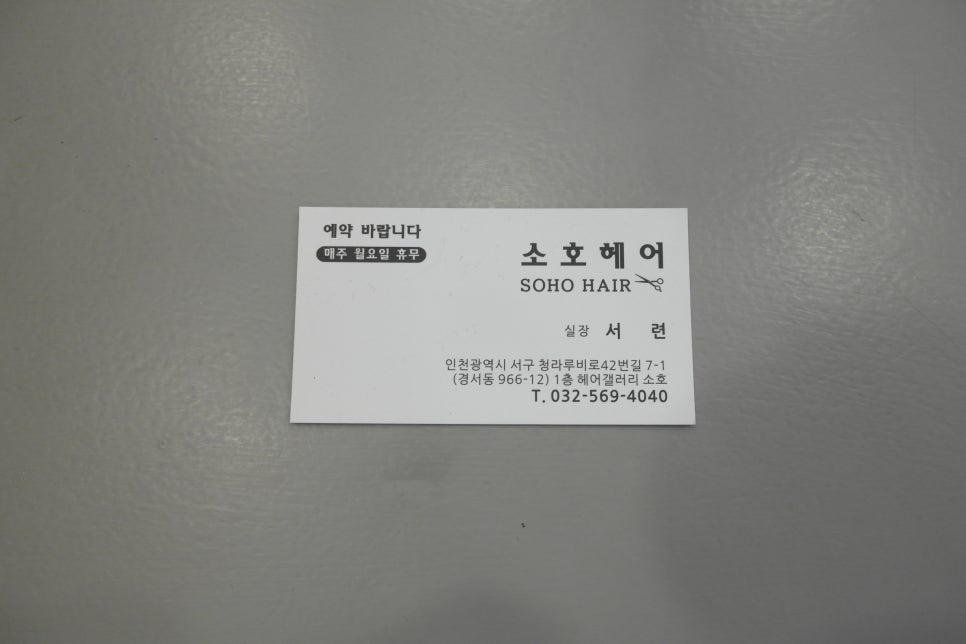 예약 바랍니다
매주 월요일 휴무
소호헤어
SOHO HAIR
실장 서 련
인천광역시 서구 청라루비로42번길 7-1
(경서동 966-12) 1층 헤어갤러리 소호
T. 032-569-4040